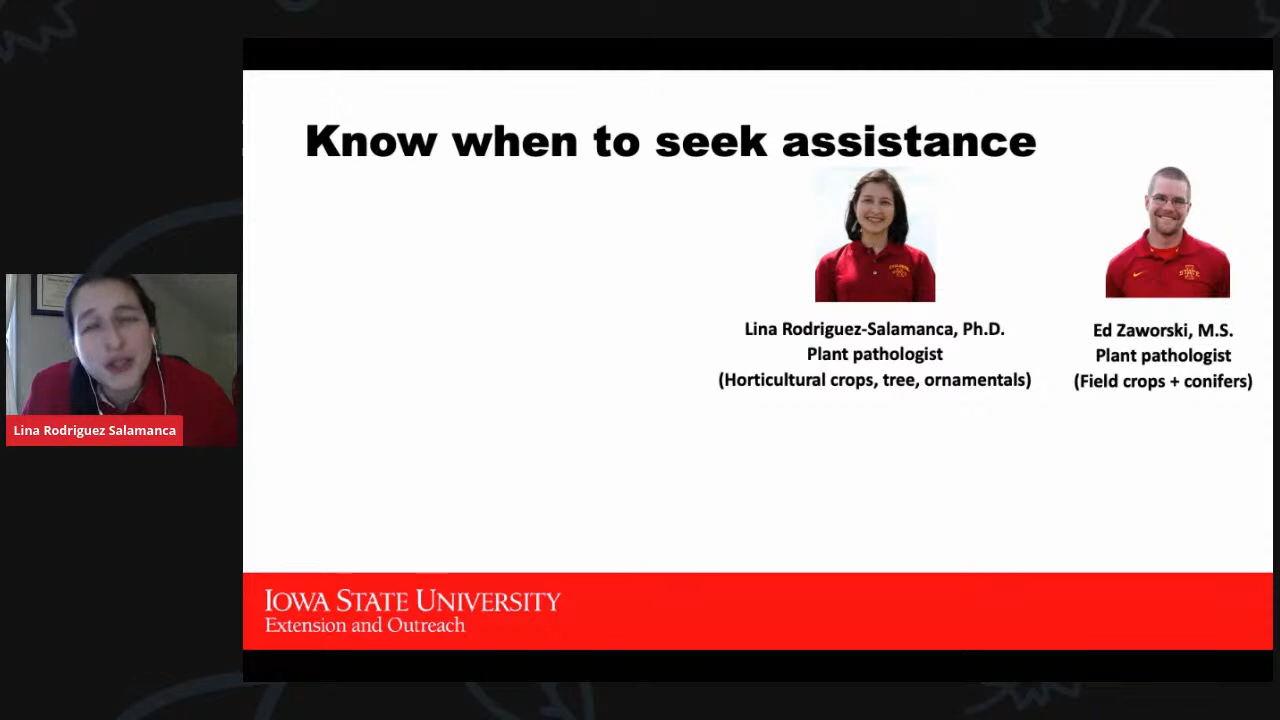 Know when to seek assistance
Lina Rodriguez-Salamanca, Ph.D.
Plant pathologist
(Horticultural crops, tree, ornamentals)
Ed Zaworski, M.S.
Plant pathologist
(Field crops + conifers)
Lina Rodriguez Salamanca
IOWA STATE UNIVERSITY
Extension and Outreach